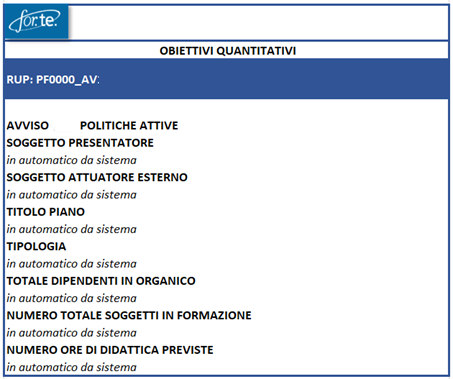 for.te.
OBIETTIVI QUANTITATIVI
RUP: PF0000_AV:
AVVISO POLITICHE ATTIVE
SOGGETTO PRESENTATORE
in automatico da sistema
SOGGETTO ATTUATORE ESTERNO
in automatico da sistema
TITOLO PIANO
in automatico da sistema
TIPOLOGIA
in automatico da sistema
TOTALE DIPENDENTI IN ORGANICO
in automatico da sistema
NUMERO TOTALE SOGGETTI IN FORMAZIONE
in automatico da sistema
NUMERO ORE DI DIDATTICA PREVISTE
in automatico da sistema